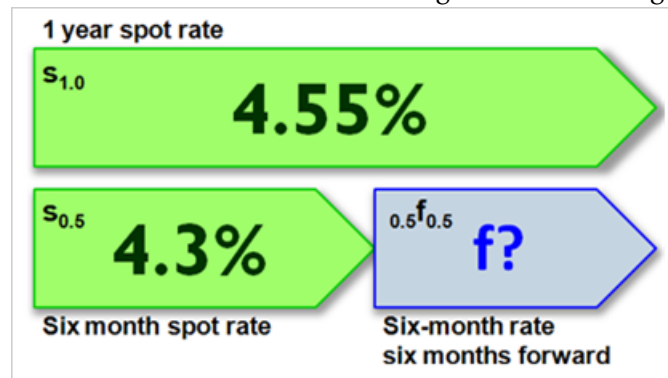 1 year spot rate
s1.0
4.55%
s0.5
4.3%
0.5f0.5
f?
Six month spot rate
Six-month rate
six months forward